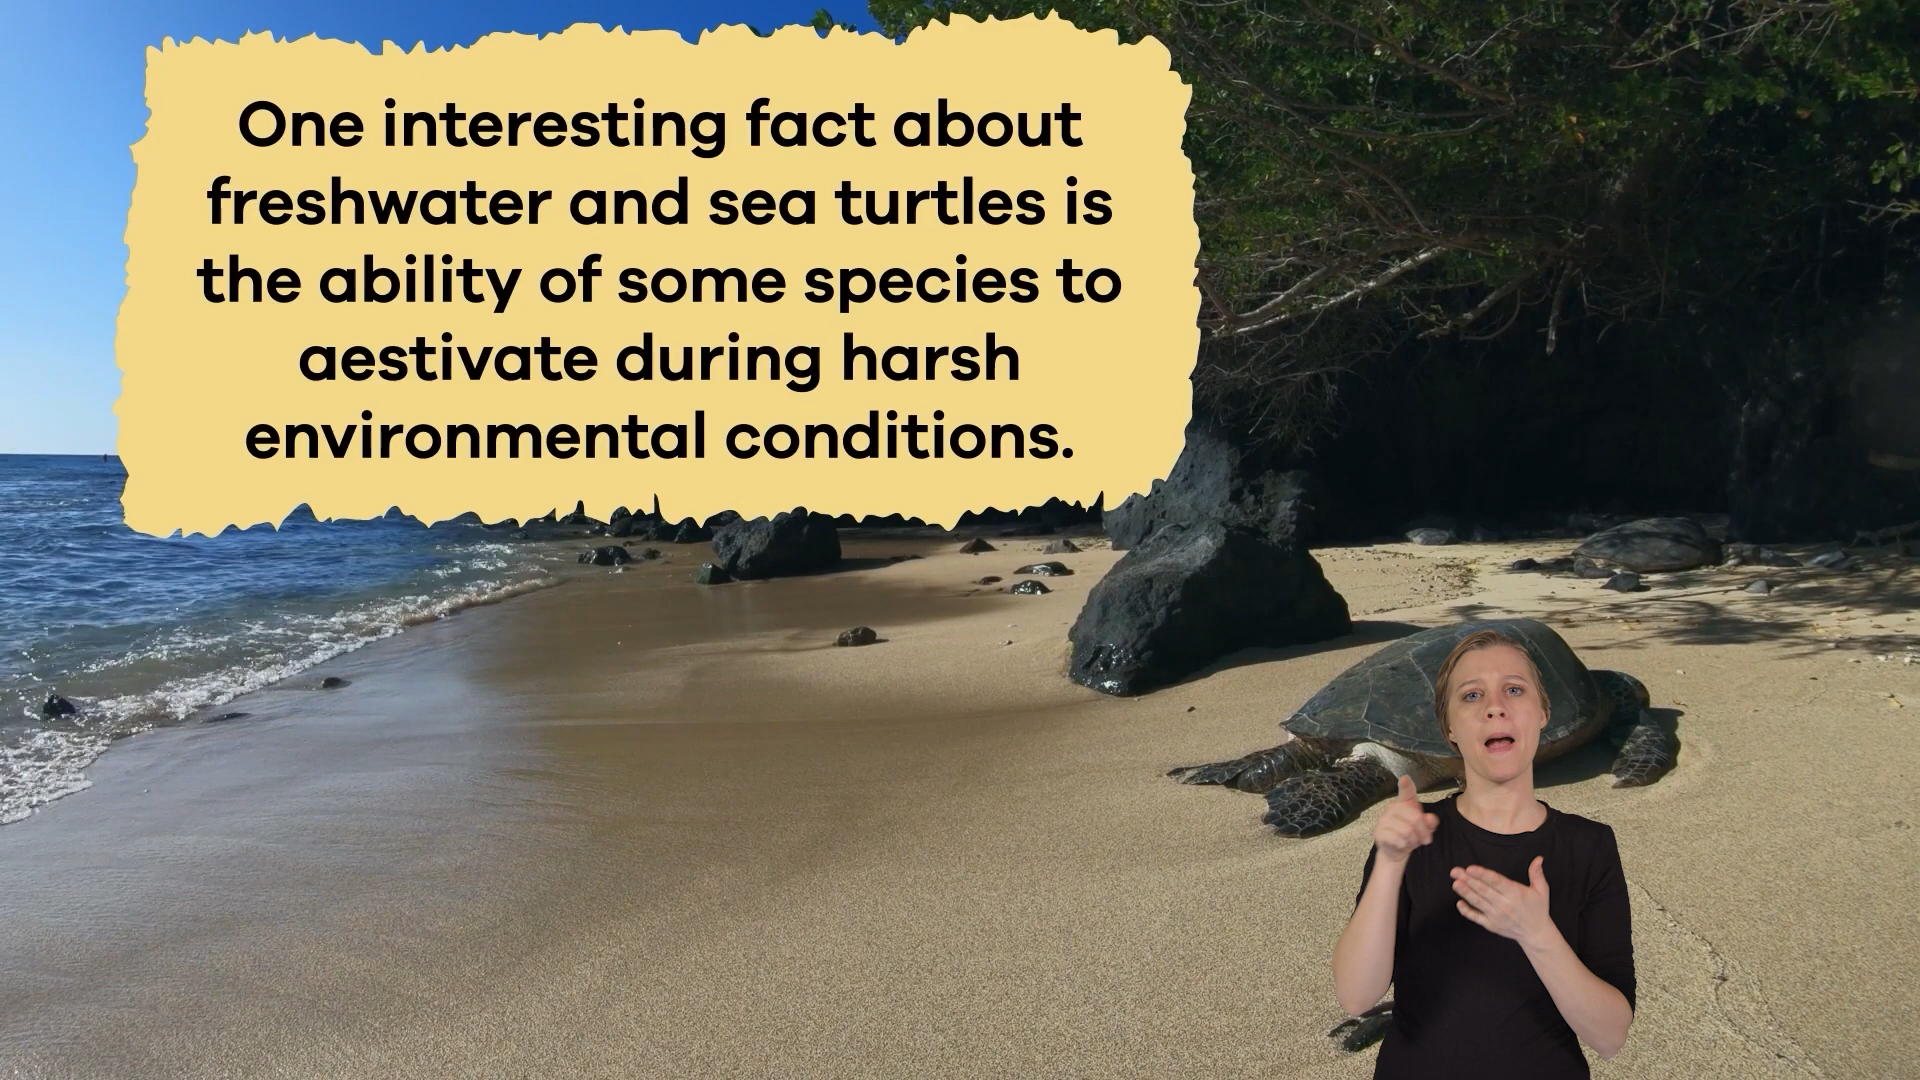 One interesting fact about
freshwater and sea turtles is
the ability of some species to
aestivate during harsh
environmental conditions.